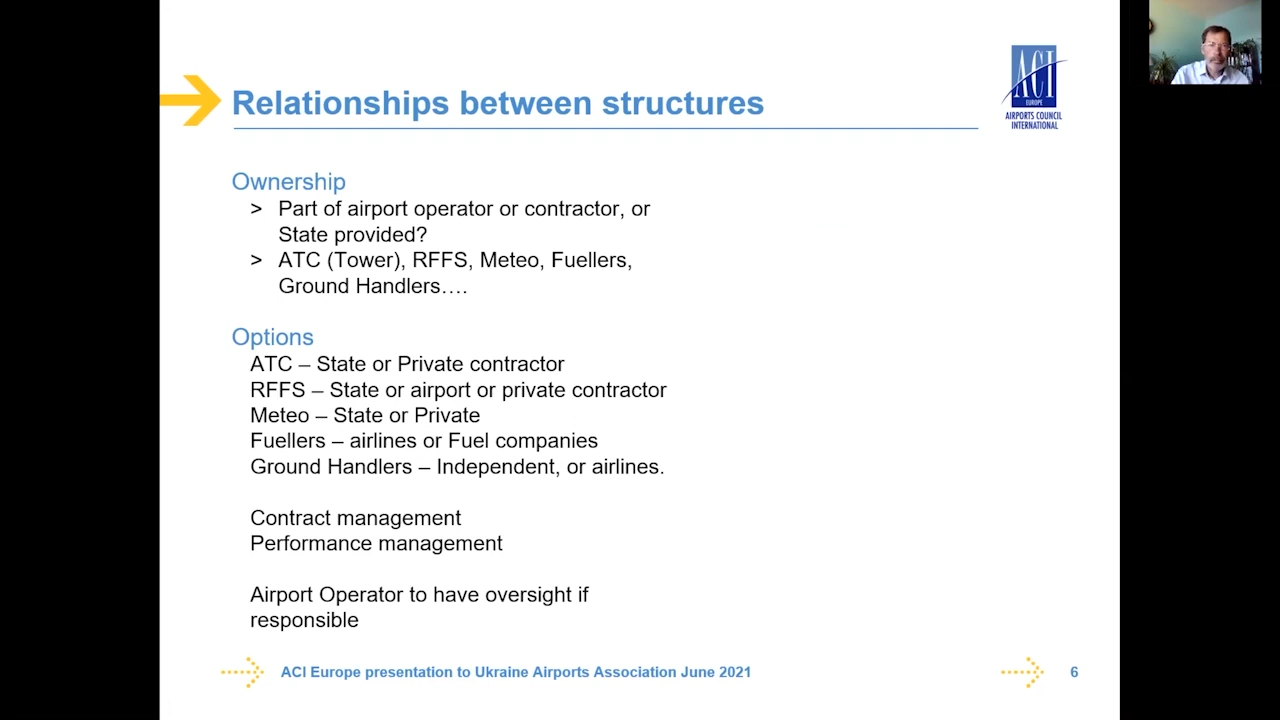 Relationships between structures
ACI
EUROPE
AIRPORTS COUNCIL
INTERNATIONAL
Ownership
> Part of airport operator or contractor, or
State provided?
> ATC (Tower), RFFS, Meteo, Fuellers,
Ground Handlers….
Options
ATC – State or Private contractor
RFFS – State or airport or private contractor
Meteo – State or Private
Fuellers – airlines or Fuel companies
Ground Handlers – Independent, or airlines.
Contract management
Performance management
Airport Operator to have oversight if
responsible
ACI Europe presentation to Ukraine Airports Association June 2021
6